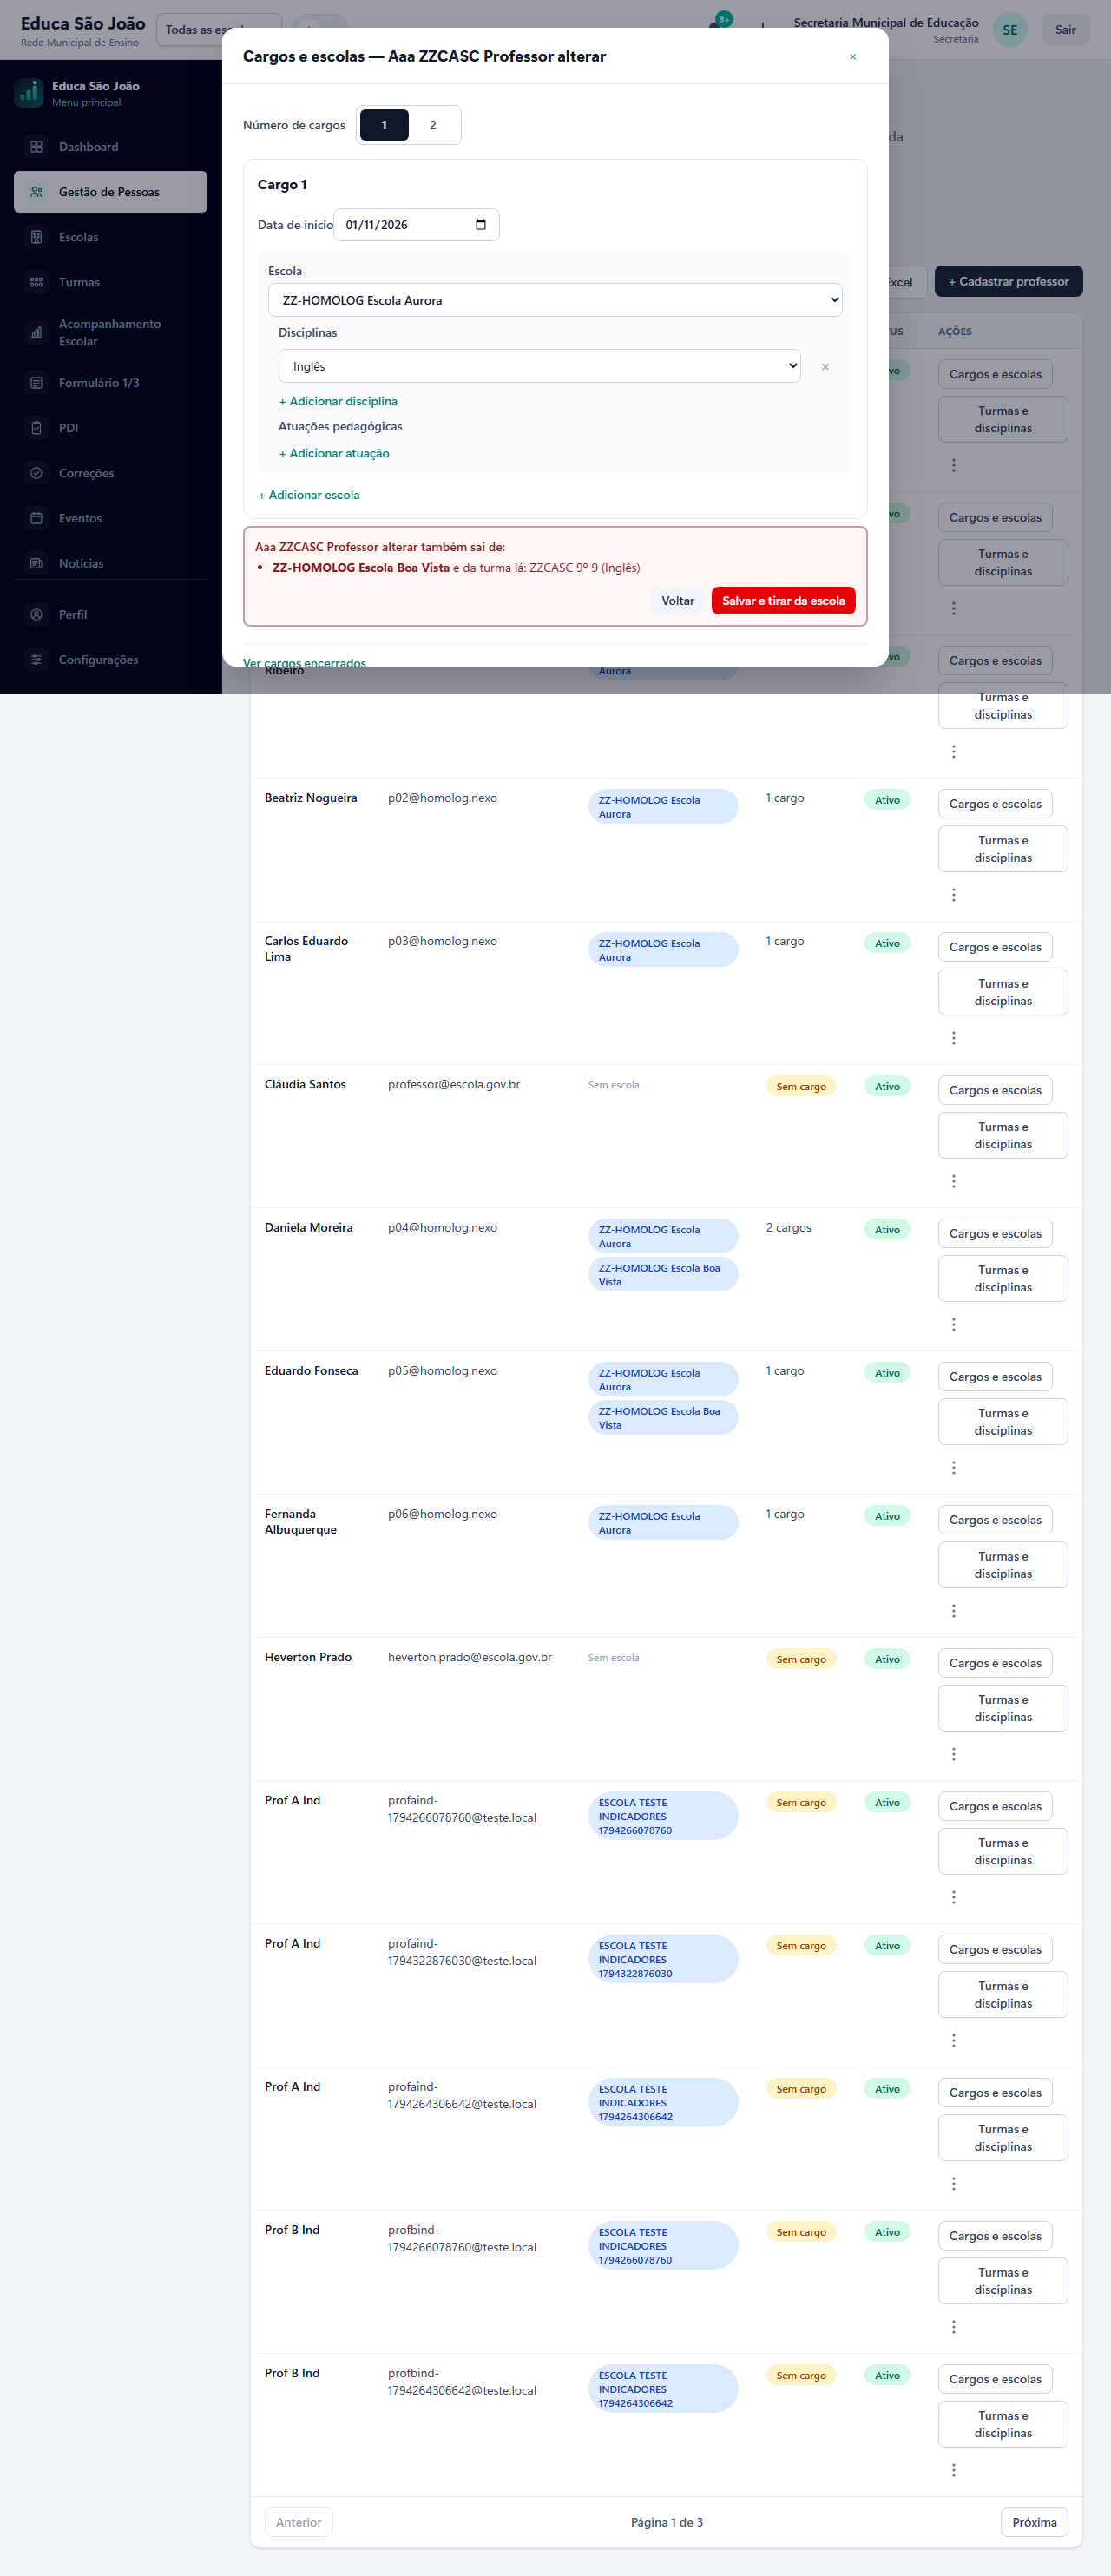 Educa São João
Rede Municipal de Ensino
Todas as
9+
Secretaria Municipal de Educação
Secretaria
SE
Sair
Educa São João
Menu principal
Dashboard
Gestão de Pessoas
Escolas
Turmas
Acompanhamento
Escolar
Formulário 1/3
PDI
Correções
Eventos
Notícias
Perfil
Configurações
Cargos e escolas — Aaa ZZCASC Professor alterar
×
Número de cargos
1
2
Cargo 1
Data de início
01/11/2026
Escola
ZZ-HOMOLOG Escola Aurora
Disciplinas
Inglês
×
+ Adicionar disciplina
Atuações pedagógicas
+ Adicionar atuação
+ Adicionar escola
Aaa ZZCASC Professor alterar também sai de:
• ZZ-HOMOLOG Escola Boa Vista e da turma lá: ZZCASC 9º 9 (Inglês)
Voltar
Salvar e tirar da escola
Ver cargos encerrados
+ Cadastrar professor
AÇÕES
Cargos e escolas
Turmas e
disciplinas
Cargos e escolas
Turmas e
disciplinas
Ribeiro
Aurora
Cargos e escolas
Turmas e
disciplinas
Beatriz Nogueira
p02@homolog.nexo
ZZ-HOMOLOG Escola
Aurora
1 cargo
Ativo
Cargos e escolas
Turmas e
disciplinas
Carlos Eduardo
Lima
p03@homolog.nexo
ZZ-HOMOLOG Escola
Aurora
1 cargo
Ativo
Cargos e escolas
Turmas e
disciplinas
Cláudia Santos
professor@escola.gov.br
Sem escola
Sem cargo
Ativo
Cargos e escolas
Turmas e
disciplinas
Daniela Moreira
p04@homolog.nexo
ZZ-HOMOLOG Escola
Aurora
ZZ-HOMOLOG Escola Boa
Vista
2 cargos
Ativo
Cargos e escolas
Turmas e
disciplinas
Eduardo Fonseca
p05@homolog.nexo
ZZ-HOMOLOG Escola
Aurora
ZZ-HOMOLOG Escola Boa
Vista
1 cargo
Ativo
Cargos e escolas
Turmas e
disciplinas
Fernanda
Albuquerque
p06@homolog.nexo
ZZ-HOMOLOG Escola
Aurora
1 cargo
Ativo
Cargos e escolas
Turmas e
disciplinas
Heverton Prado
heverton.prado@escola.gov.br
Sem escola
Sem cargo
Ativo
Cargos e escolas
Turmas e
disciplinas
Prof A Ind
profaind-
1794266078760@teste.local
ESCOLA TESTE
INDICADORES
1794266078760
Sem cargo
Ativo
Cargos e escolas
Turmas e
disciplinas
Prof A Ind
profaind-
1794322876030@teste.local
ESCOLA TESTE
INDICADORES
1794322876030
Sem cargo
Ativo
Cargos e escolas
Turmas e
disciplinas
Prof A Ind
profaind-
1794264306642@teste.local
ESCOLA TESTE
INDICADORES
1794264306642
Sem cargo
Ativo
Cargos e escolas
Turmas e
disciplinas
Prof B Ind
profbind-
1794266078760@teste.local
ESCOLA TESTE
INDICADORES
1794266078760
Sem cargo
Ativo
Cargos e escolas
Turmas e
disciplinas
Prof B Ind
profbind-
1794264306642@teste.local
ESCOLA TESTE
INDICADORES
1794264306642
Sem cargo
Ativo
Cargos e escolas
Turmas e
disciplinas
Anterior
Página 1 de 3
Próxima